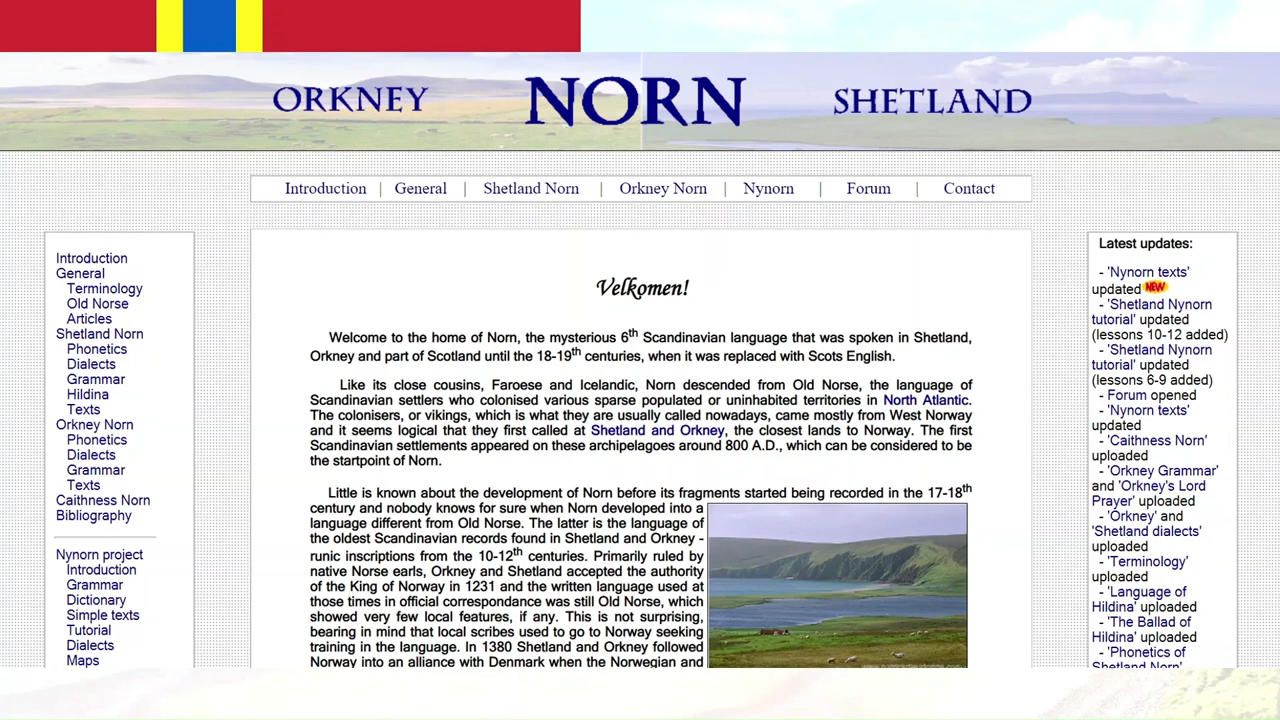 ORKNEY NORN SHETLAND
Introduction | General | Shetland Norn | Orkney Norn | Nynorn | Forum | Contact
Introduction
General
Terminology
Old Norse
Articles
Shetland Norn
Phonetics
Dialects
Grammar
Hildina
Texts
Orkney Norn
Phonetics
Dialects
Grammar
Texts
Caithness Norn
Bibliography
Nynorn project
Introduction
Grammar
Dictionary
Simple texts
Tutorial
Dialects
Maps
Velkomen!
Welcome to the home of Norn, the mysterious 6th Scandinavian language that was spoken in Shetland,
Orkney and part of Scotland until the 18-19th centuries, when it was replaced with Scots English.
Like its close cousins, Faroese and Icelandic, Norn descended from Old Norse, the language of
Scandinavian settlers who colonised various sparse populated or uninhabited territories in North Atlantic.
The colonisers, or vikings, which is what they are usually called nowadays, came mostly from West Norway
and it seems logical that they first called at Shetland and Orkney, the closest lands to Norway. The first
Scandinavian settlements appeared on these archipelagoes around 800 A.D., which can be considered to be
the startpoint of Norn.
Little is known about the development of Norn before its fragments started being recorded in the 17-18th
century and nobody knows for sure when Norn developed into a
language different from Old Norse. The latter is the language of
the oldest Scandinavian records found in Shetland and Orkney -
runic inscriptions from the 10-12th centuries. Primarily ruled by
native Norse earls, Orkney and Shetland accepted the authority
of the King of Norway in 1231 and the written language used at
those times in official correspondance was still Old Norse, which
showed very few local features, if any. This is not surprising,
bearing in mind that local scribes used to go to Norway seeking
training in the language. In 1380 Shetland and Orkney followed
Norway into an alliance with Denmark when the Norwegian and
Latest updates:
- 'Nynorn texts'
updated NEW
- 'Shetland Nynorn
tutorial' updated
(lessons 10-12 added)
- 'Shetland Nynorn
tutorial' updated
(lessons 6-9 added)
- Forum opened
- 'Nynorn texts'
updated
- 'Caithness Norn'
uploaded
- 'Orkney Grammar'
and 'Orkney's Lord
Prayer' uploaded
- 'Orkney' and
'Shetland dialects'
uploaded
- 'Terminology'
uploaded
- 'Language of
Hildina' uploaded
- 'The Ballad of
Hildina' uploaded
- 'Phonetics of
Shetland Norn'